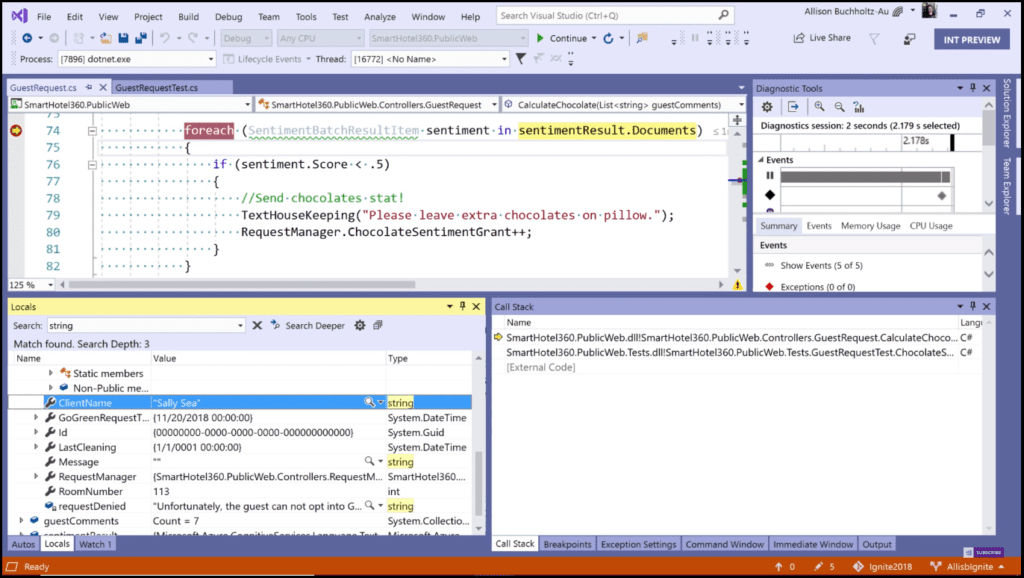 File Edit View Project Build Debug Team Tools Test Analyze Window Help Search Visual Studio (Ctrl+Q) Allison Buchholtz-Au
Debug Any CPU SmartHotel360.PublicWeb Continue Live Share INT PREVIEW
Process: [7896] dotnet.exe Lifecycle Events Thread: [16772] <No Name>
GuestRequest.cs GuestRequestTest.cs
SmartHotel360.PublicWeb SmartHotel360.PublicWeb.Controllers.GuestRequest CalculateChocolate(List<string> guestComments)
73
74 foreach (SentimentBatchResultItem sentiment in sentimentResult.Documents)
75 {
76 if (sentiment.Score < .5)
77 {
78 //Send chocolates stat!
79 TextHouseKeeping("Please leave extra chocolates on pillow.");
80 RequestManager.ChocolateSentimentGrant++;
81 }
82 }
125 %
Diagnostic Tools
Diagnostics session: 2 seconds (2.179 s selected)
2.178s
Events
Summary Events Memory Usage CPU Usage
Events
Show Events (5 of 5)
Exceptions (0 of 0)
Solution Explorer
Team Explorer
Locals
Search: string Search Deeper
Match found. Search Depth: 3
Name Value Type
Static members
Non-Public me...
ClientName "Sally Sea" string
GoGreenRequestT... {11/20/2018 00:00:00} System.DateTime
Id {00000000-0000-0000-0000-000000000000} System.Guid
LastCleaning {1/1/0001 00:00:00} System.DateTime
Message "" string
RequestManager {SmartHotel360.PublicWeb.Controllers.RequestM... SmartHotel360....
RoomNumber 113 int
requestDenied "Unfortunately, the guest can not opt into G... string
guestComments Count = 7 System.Collectio...
Autos Locals Watch 1
Call Stack
Name Langu
SmartHotel360.PublicWeb.dll!SmartHotel360.PublicWeb.Controllers.GuestRequest.CalculateChoco... C#
SmartHotel360.PublicWeb.Tests.dll!SmartHotel360.PublicWeb.Tests.GuestRequestTest.ChocolateS... C#
[External Code]
Call Stack Breakpoints Exception Settings Command Window Immediate Window Output
SUBSCRIBE
Ready 0 5 Ignite2018 AllisbIgnite